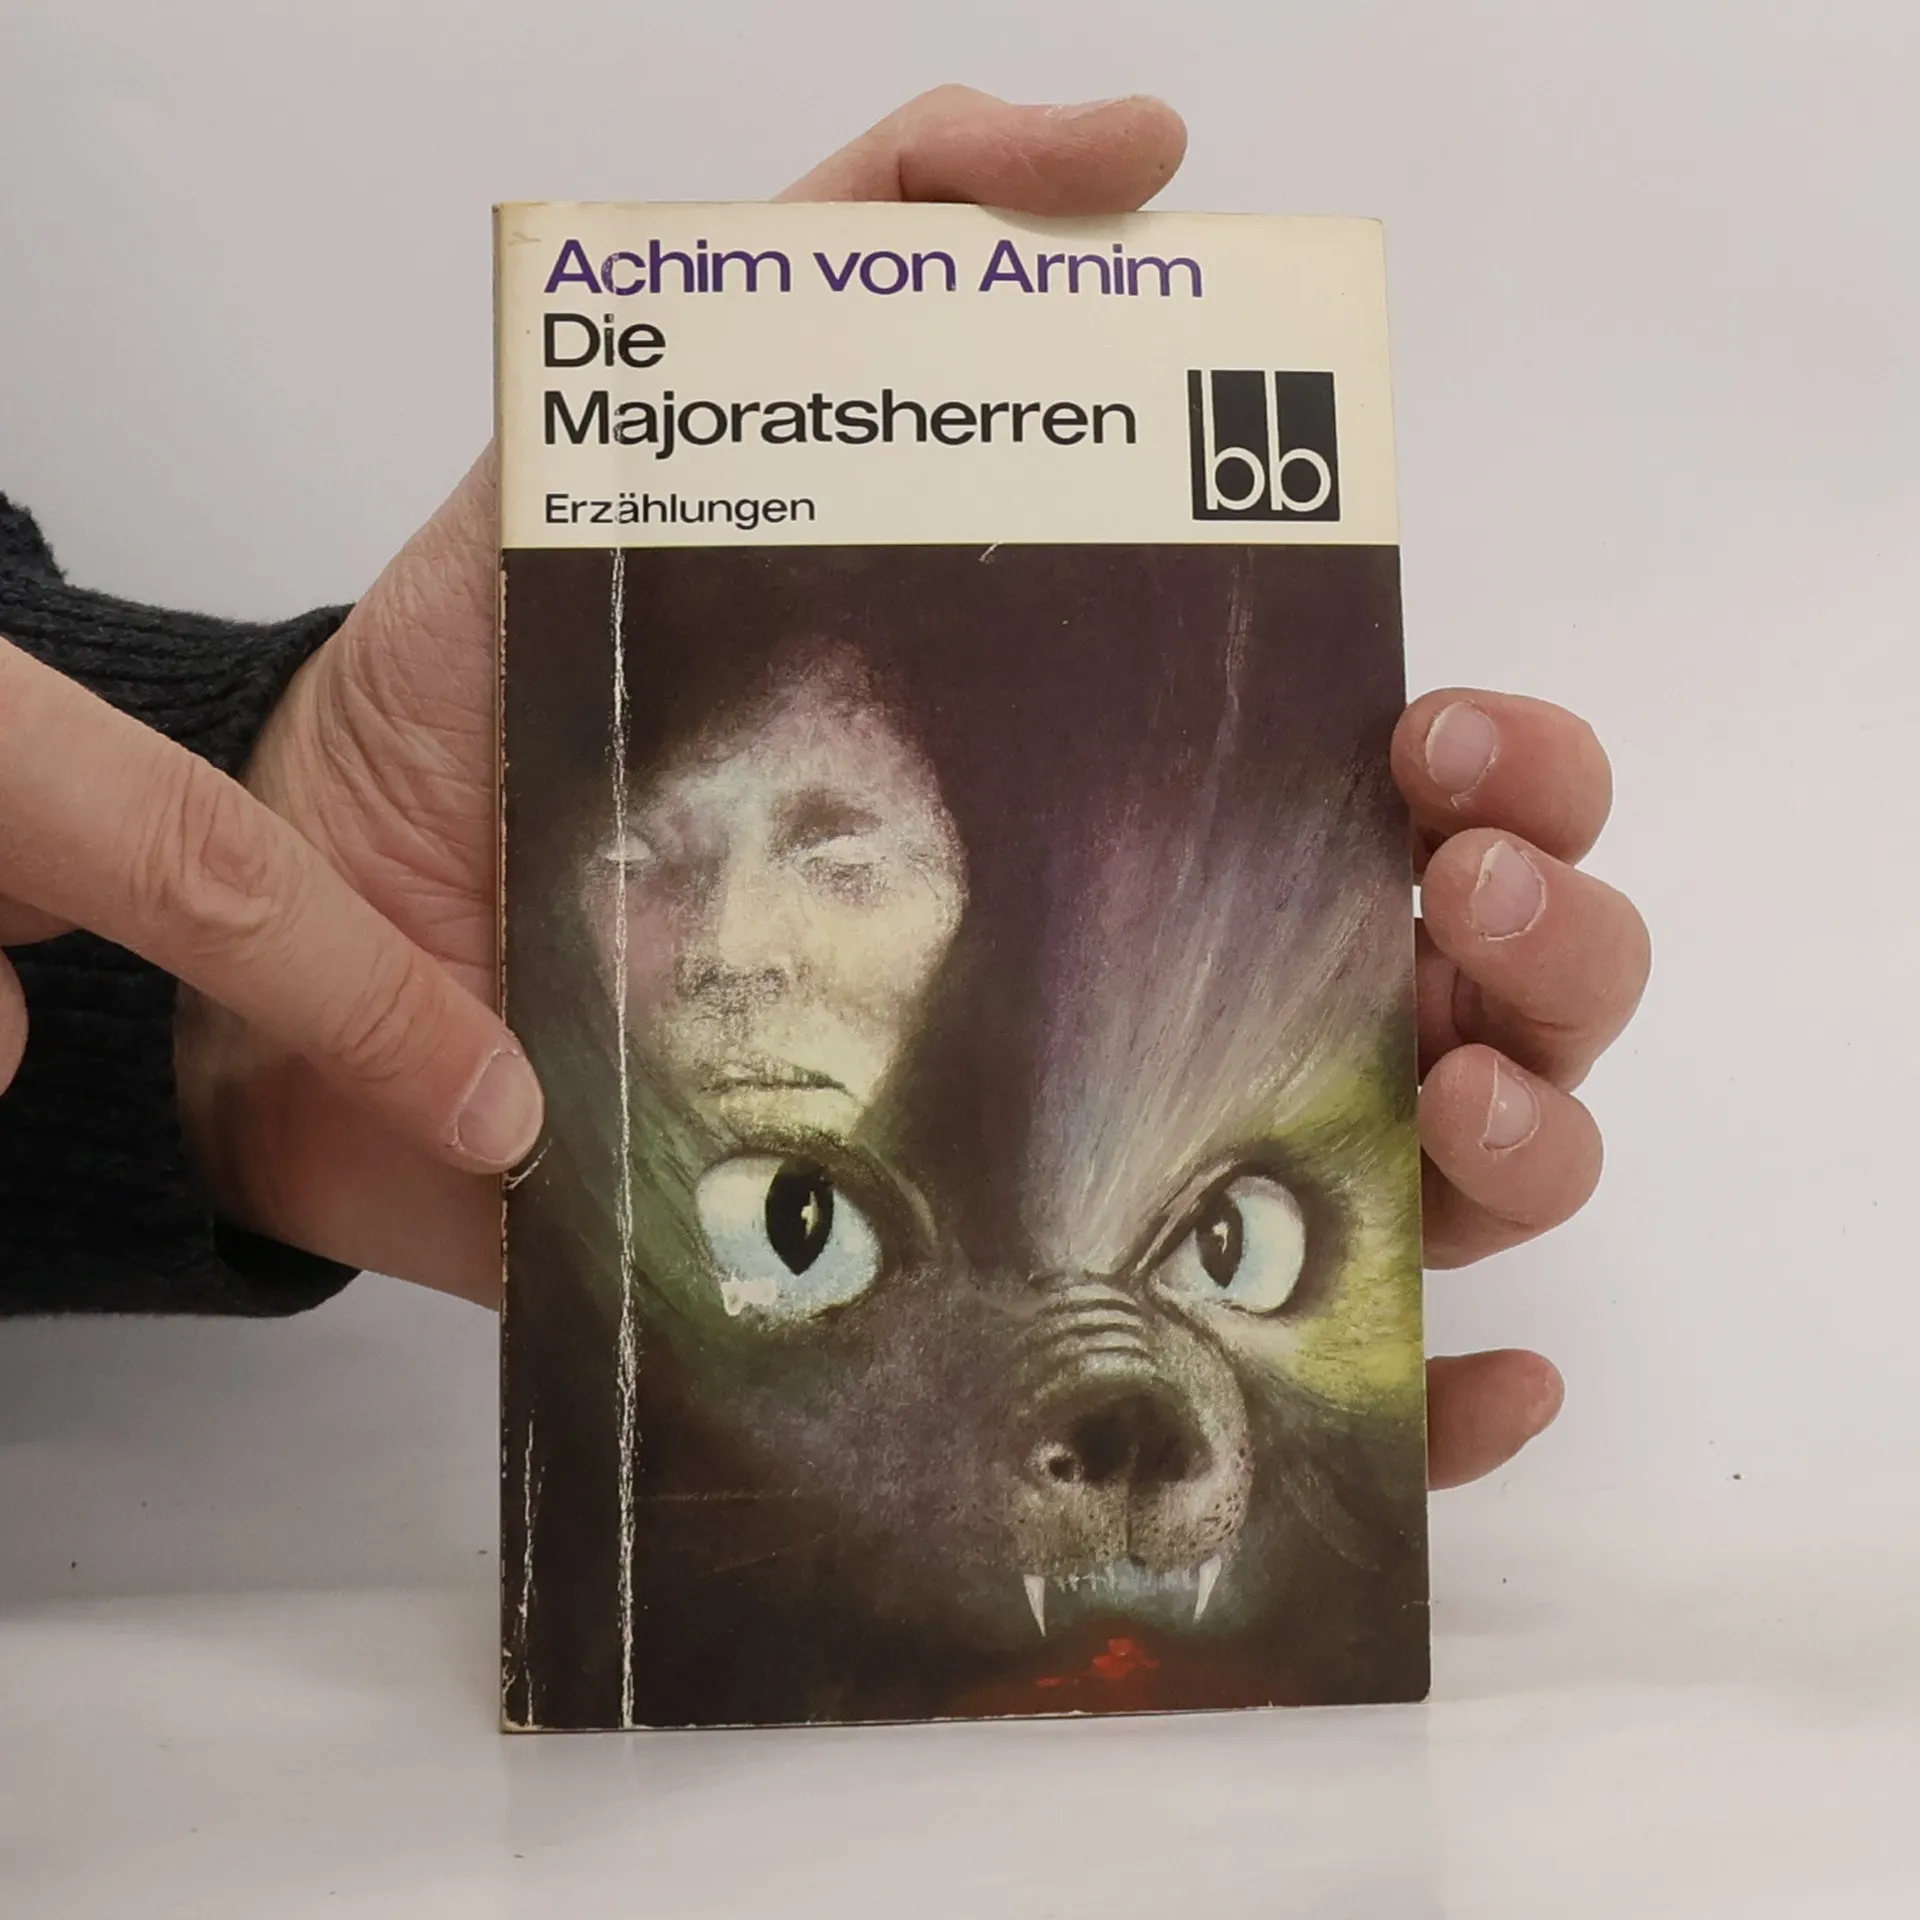 Achim von Arnim
Die
Majoratsherren
bb
Erzählungen